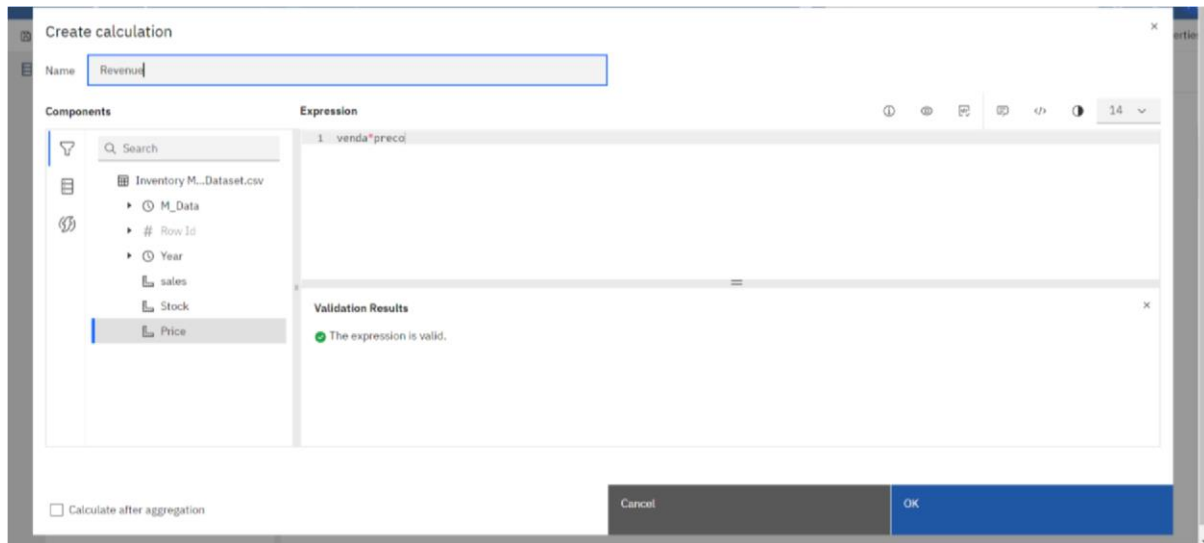 erties
Create calculation
Name Revenue
Components
Expression
14
Search
1 venda*preco
Inventory M...Dataset.csv
M_Data
# Row Id
Year
sales
Stock
Price
Validation Results
The expression is valid.
Calculate after aggregation
Cancel
OK